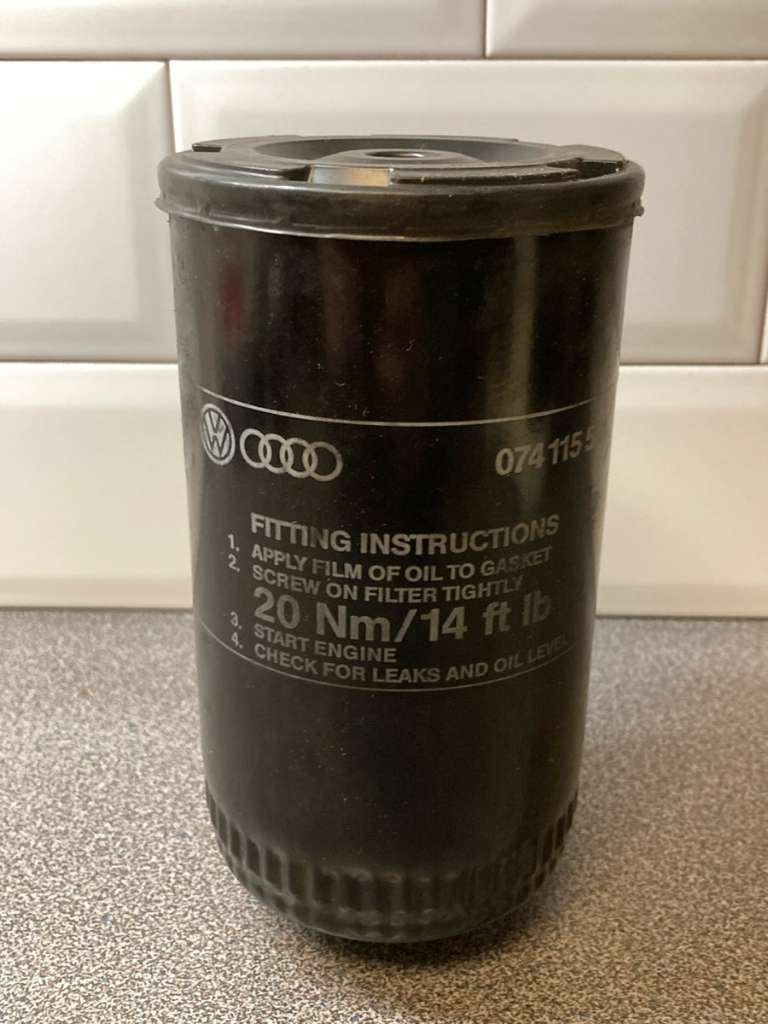 074 115 5
FITTING INSTRUCTIONS
1. APPLY FILM OF OIL TO GASKET
2. SCREW ON FILTER TIGHTLY
20 Nm/14 ft lb
3. START ENGINE
4. CHECK FOR LEAKS AND OIL LEVEL